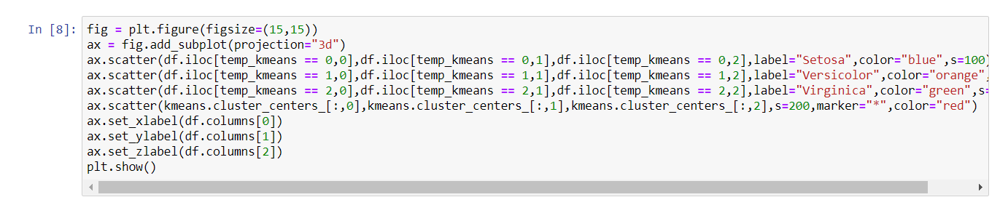 In [8]: fig = plt.figure(figsize=(15,15))
ax = fig.add_subplot(projection="3d")
ax.scatter(df.iloc[temp_kmeans == 0,0],df.iloc[temp_kmeans == 0,1],df.iloc[temp_kmeans == 0,2],label="Setosa",color="blue",s=100)
ax.scatter(df.iloc[temp_kmeans == 1,0],df.iloc[temp_kmeans == 1,1],df.iloc[temp_kmeans == 1,2],label="Versicolor",color="orange",
ax.scatter(df.iloc[temp_kmeans == 2,0],df.iloc[temp_kmeans == 2,1],df.iloc[temp_kmeans == 2,2],label="Virginica",color="green",s=
ax.scatter(kmeans.cluster_centers_[:,0],kmeans.cluster_centers_[:,1],kmeans.cluster_centers_[:,2],s=200,marker="*",color="red")
ax.set_xlabel(df.columns[0])
ax.set_ylabel(df.columns[1])
ax.set_zlabel(df.columns[2])
plt.show()